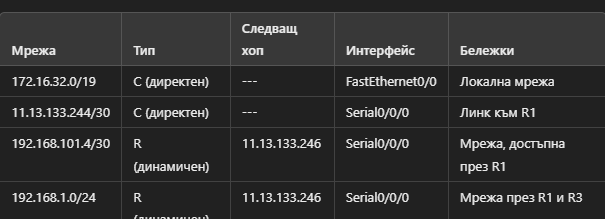 Мрежа Тип Следващ хоп Интерфейс Бележки
172.16.32.0/19 C (директен) --- FastEthernet0/0 Локална мрежа
11.13.133.244/30 C (директен) --- Serial0/0/0 Линк към R1
192.168.101.4/30 R (динамичен) 11.13.133.246 Serial0/0/0 Мрежа, достъпна през R1
192.168.1.0/24 R (динамичен) 11.13.133.246 Serial0/0/0 Мрежа през R1 и R3